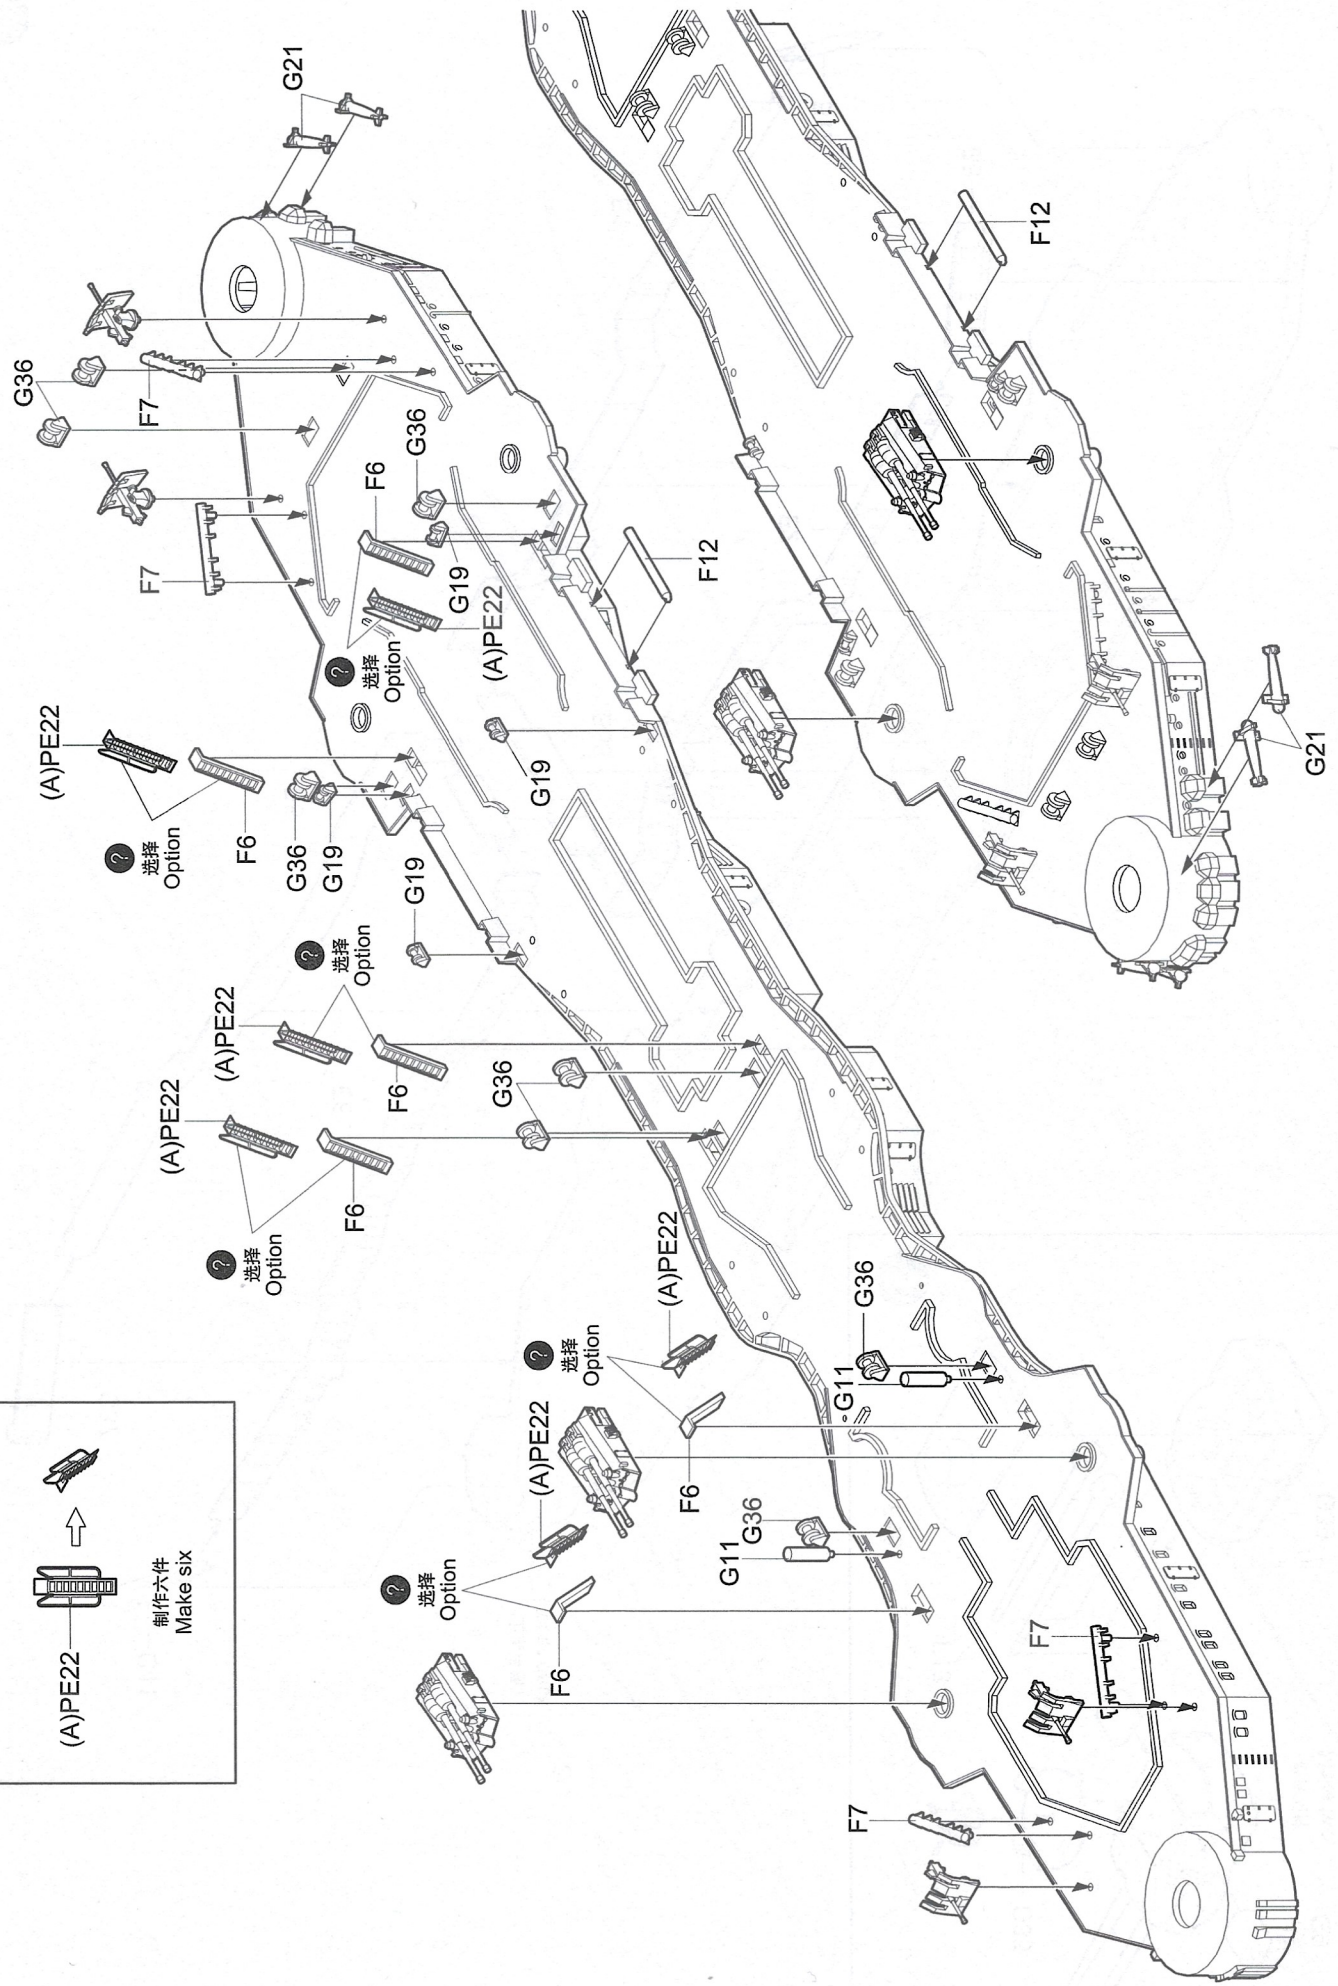 (A)PE22
制作六件
Make six
G21
G36
F7
F7
G36
F6
G19
(A)PE22
?
选择
Option
F12
F12
(A)PE22
?
选择
Option
F6
G36
G19
G19
G19
(A)PE22
?
选择
Option
F6
G36
(A)PE22
?
选择
Option
F6
(A)PE22
?
选择
Option
F6
G36
G11
(A)PE22
?
选择
Option
F6
G36
G11
F7
F7
G21